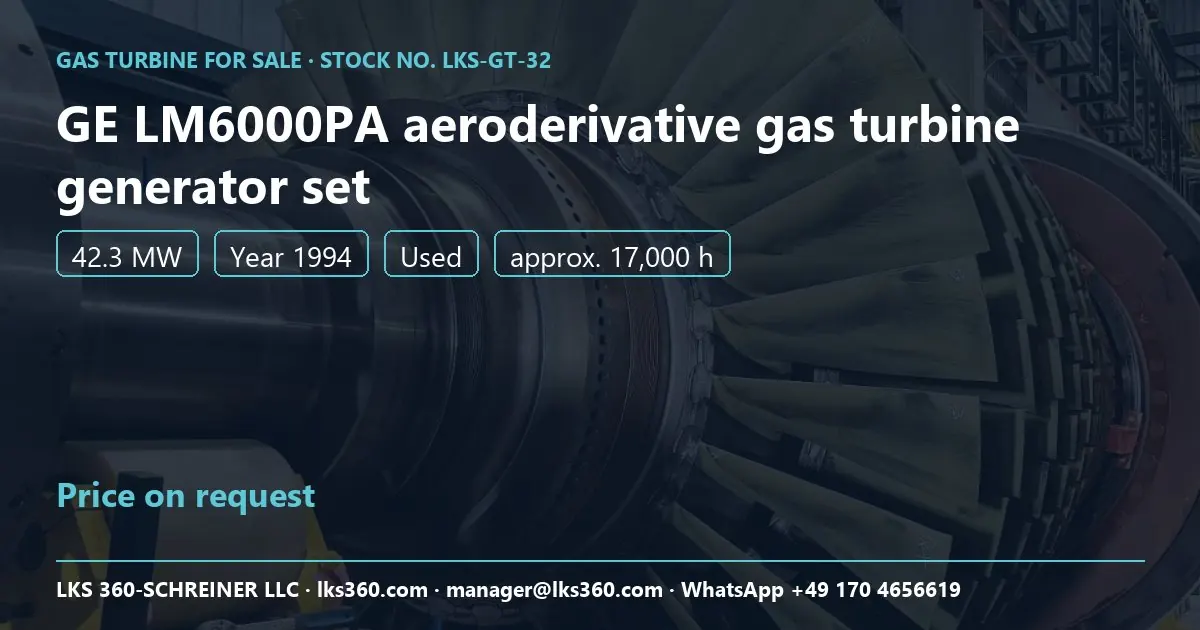 GAS TURBINE FOR SALE · STOCK NO. LKS-GT-32
GE LM6000PA aeroderivative gas turbine
generator set
42.3 MW
Year 1994
Used
approx. 17,000 h
Price on request
LKS 360-SCHREINER LLC · lks360.com · manager@lks360.com · WhatsApp +49 170 4656619